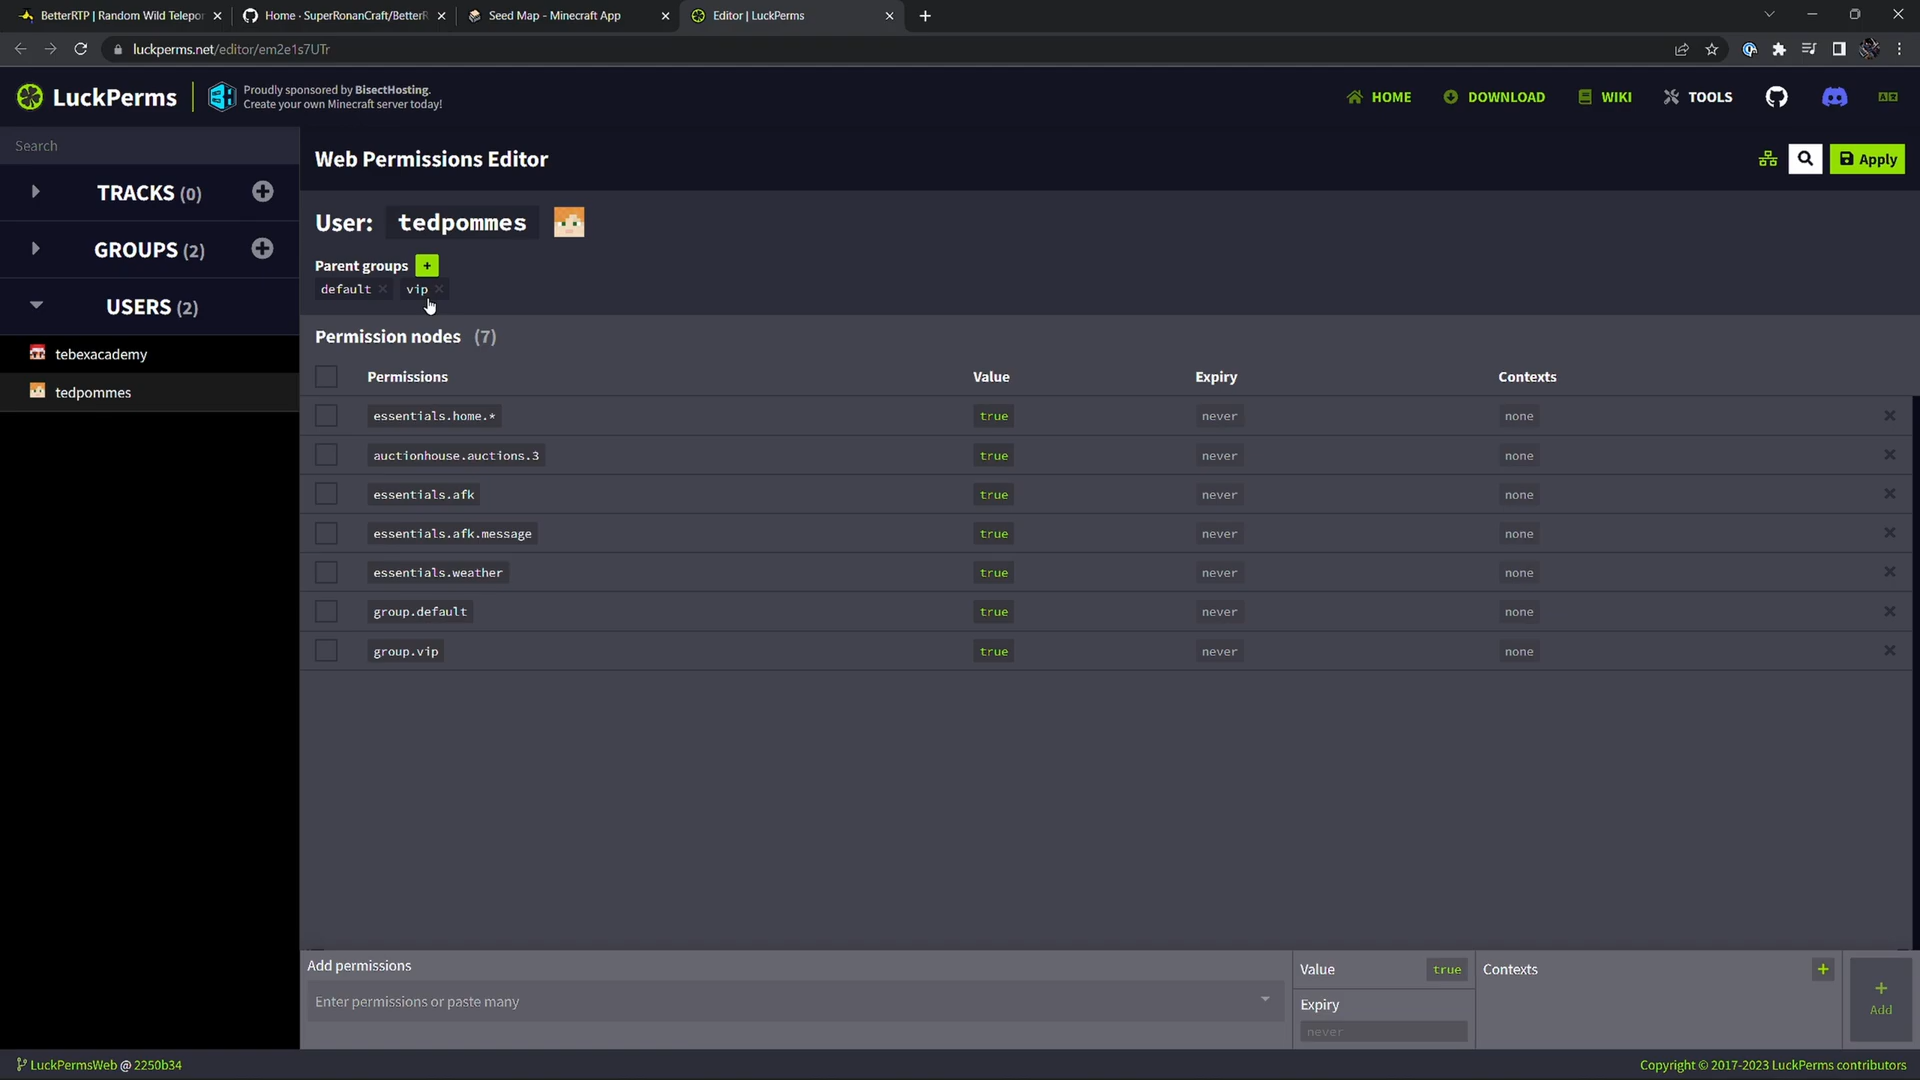 BetterRTP | Random Wild Telepor
Home · SuperRonanCraft/BetterR
Seed Map - Minecraft App
Editor | LuckPerms
luckperms.net/editor/em2e1s7UTr
LuckPerms
Proudly sponsored by BisectHosting.
Create your own Minecraft server today!
HOME
DOWNLOAD
WIKI
TOOLS
Search
Web Permissions Editor
Apply
TRACKS (0)
GROUPS (2)
USERS (2)
tebexacademy
tedpommes
User: tedpommes
Parent groups +
default × vip ×
Permission nodes (7)
Permissions Value Expiry Contexts
essentials.home.* true never none
auctionhouse.auctions.3 true never none
essentials.afk true never none
essentials.afk.message true never none
essentials.weather true never none
group.default true never none
group.vip true never none
Add permissions
Enter permissions or paste many
Value true
Expiry
never
Contexts +
+ Add
LuckPermsWeb @ 2250b34
Copyright © 2017-2023 LuckPerms contributors